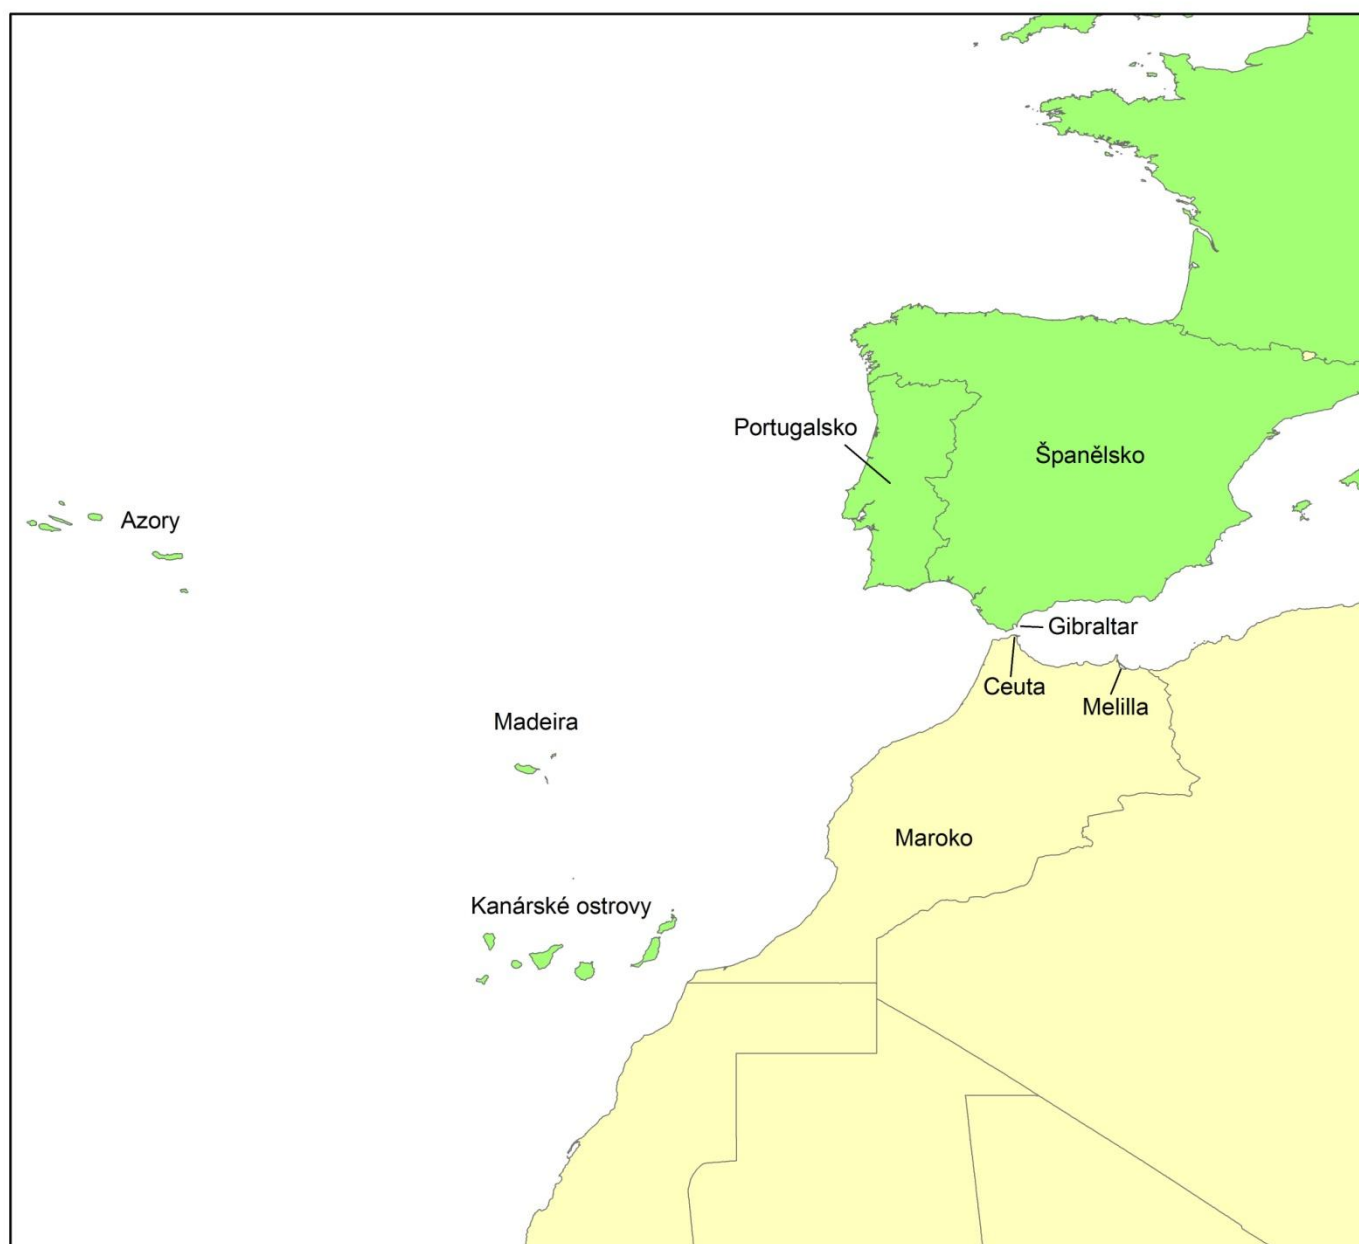 Portugalsko
Španělsko
Azory
Gibraltar
Ceuta
Melilla
Madeira
Maroko
Kanárské ostrovy